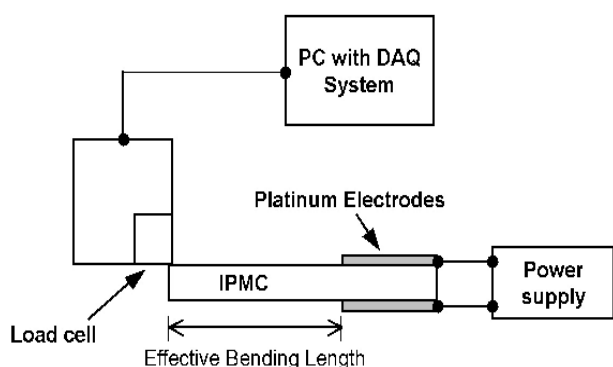 PC with DAQ
System
Platinum Electrodes
IPMC
Power
supply
Load cell
Effective Bending Length